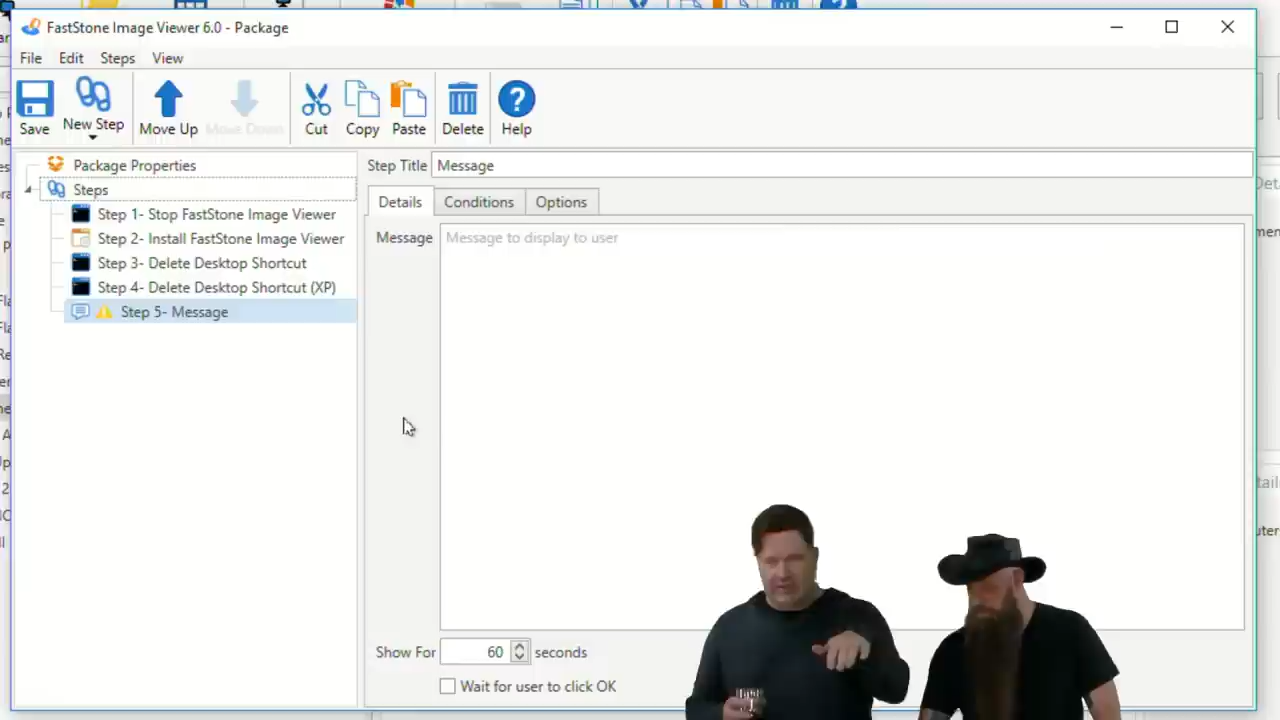 FastStone Image Viewer 6.0 - Package
File Edit Steps View
Save New Step Move Up Move Down Cut Copy Paste Delete Help
Package Properties
Steps
Step 1- Stop FastStone Image Viewer
Step 2- Install FastStone Image Viewer
Step 3- Delete Desktop Shortcut
Step 4- Delete Desktop Shortcut (XP)
Step 5- Message
Step Title Message
Details Conditions Options
Message Message to display to user
Show For 60 seconds
Wait for user to click OK